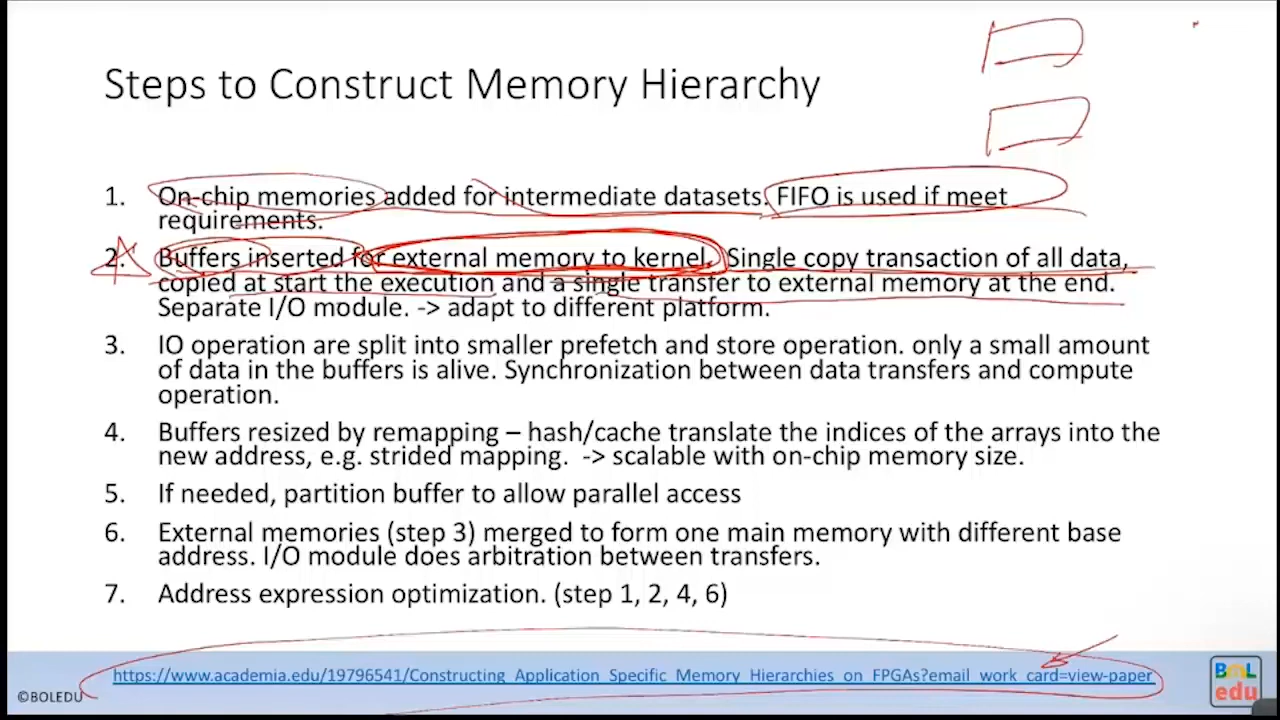 Steps to Construct Memory Hierarchy
1. On-chip memories added for intermediate datasets. FIFO is used if meet
requirements.
2. Buffers inserted for external memory to kernel. Single copy transaction of all data,
copied at start the execution and a single transfer to external memory at the end.
Separate I/O module. -> adapt to different platform.
3. IO operation are split into smaller prefetch and store operation. only a small amount
of data in the buffers is alive. Synchronization between data transfers and compute
operation.
4. Buffers resized by remapping – hash/cache translate the indices of the arrays into the
new address, e.g. strided mapping. -> scalable with on-chip memory size.
5. If needed, partition buffer to allow parallel access
6. External memories (step 3) merged to form one main memory with different base
address. I/O module does arbitration between transfers.
7. Address expression optimization. (step 1, 2, 4, 6)
https://www.academia.edu/19796541/Constructing_Application_Specific_Memory_Hierarchies_on_FPGAs?email_work_card=view-paper
©BOLEDU
BOL
edu